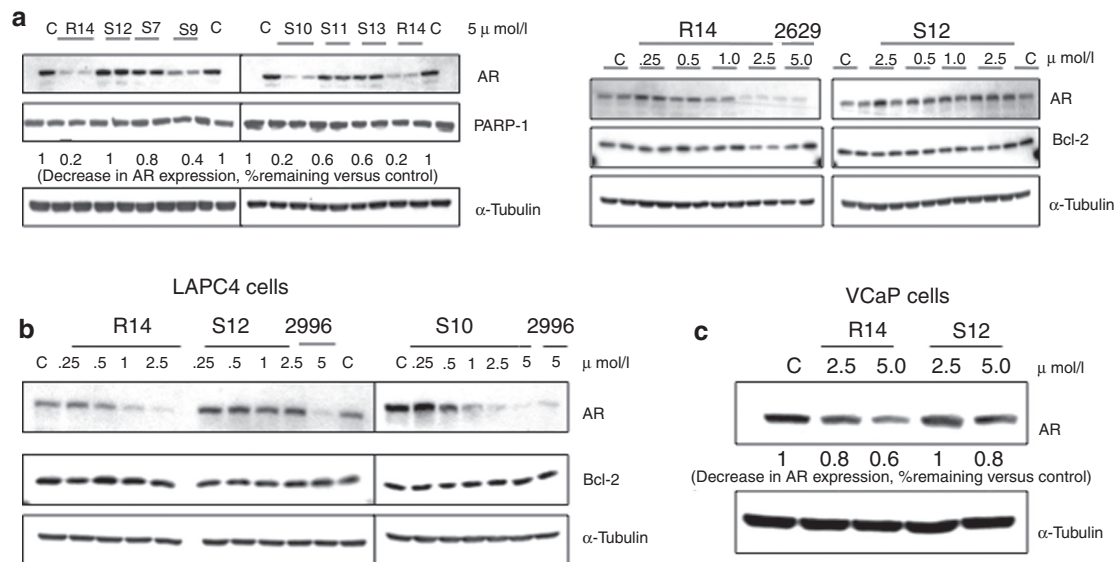 a
C R14 S12 S7 S9 C C S10 S11 S13 R14 C 5 μ mol/l
AR
PARP-1
1 0.2 1 0.8 0.4 1 0.2 0.6 0.6 0.2 1
(Decrease in AR expression, %remaining versus control)
α-Tubulin
R14 2629 S12
C .25 0.5 1.0 2.5 5.0 C 2.5 0.5 1.0 2.5 C μ mol/l
AR
Bcl-2
α-Tubulin
LAPC4 cells
b
R14 S12 2996 S10 2996
C .25 .5 1 2.5 .25 .5 1 2.5 5 C C .25 .5 1 2.5 5 5 μ mol/l
AR
Bcl-2
α-Tubulin
VCaP cells
c
R14 S12
C 2.5 5.0 2.5 5.0 μ mol/l
AR
1 0.8 0.6 1 0.8
(Decrease in AR expression, %remaining versus control)
α-Tubulin